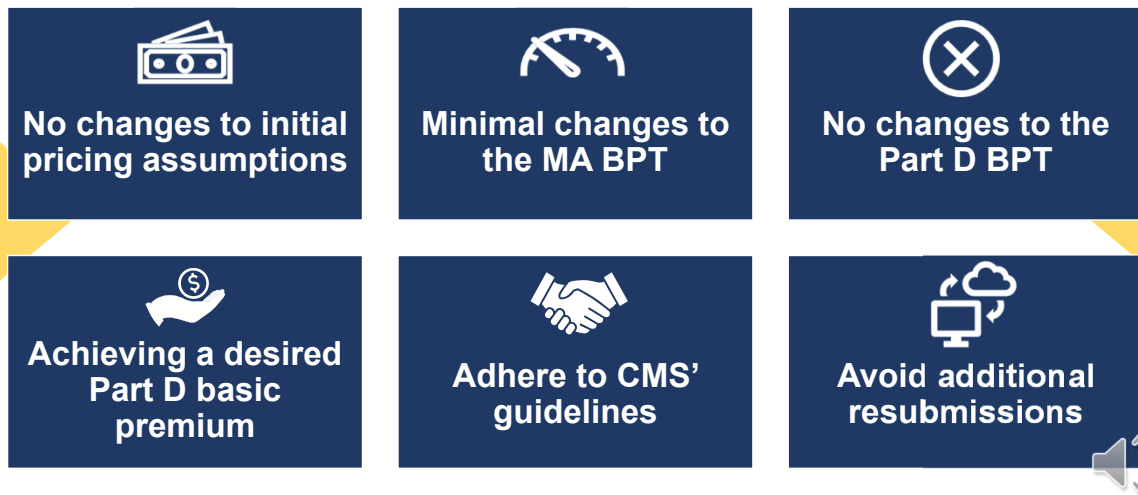 No changes to initial
pricing assumptions
Minimal changes to
the MA BPT
No changes to the
Part D BPT
Achieving a desired
Part D basic
premium
Adhere to CMS’
guidelines
Avoid additional
resubmissions